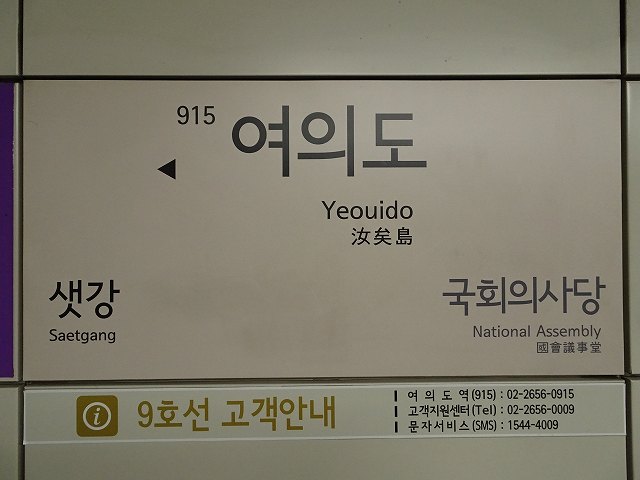 915 여의도
Yeouido
汝矣島
샛강
Saetgang
국회의사당
National Assembly
國會議事堂
i 9호선 고객안내
여의도역(915) : 02-2656-0915
고객지원센터(Tel) : 02-2656-0009
문자서비스(SMS) : 1544-4009